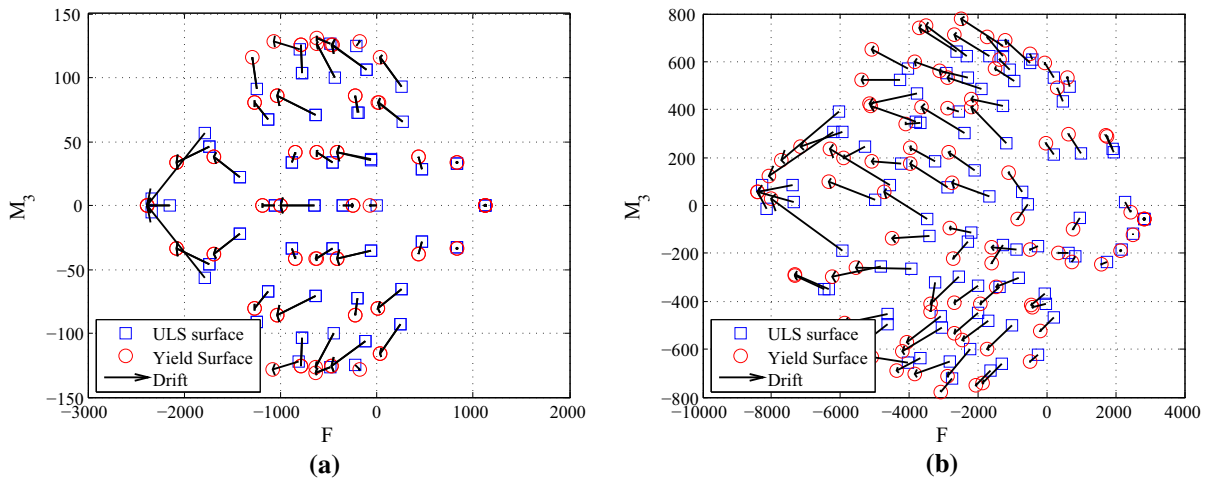 150
100
50
0
−50
−100
−150
M3
−3000 −2000 −1000 0 1000 2000
F
ULS surface
Yield Surface
Drift
(a)
800
600
400
200
0
−200
−400
−600
−800
M3
−10000 −8000 −6000 −4000 −2000 0 2000 4000
F
ULS surface
Yield Surface
Drift
(b)